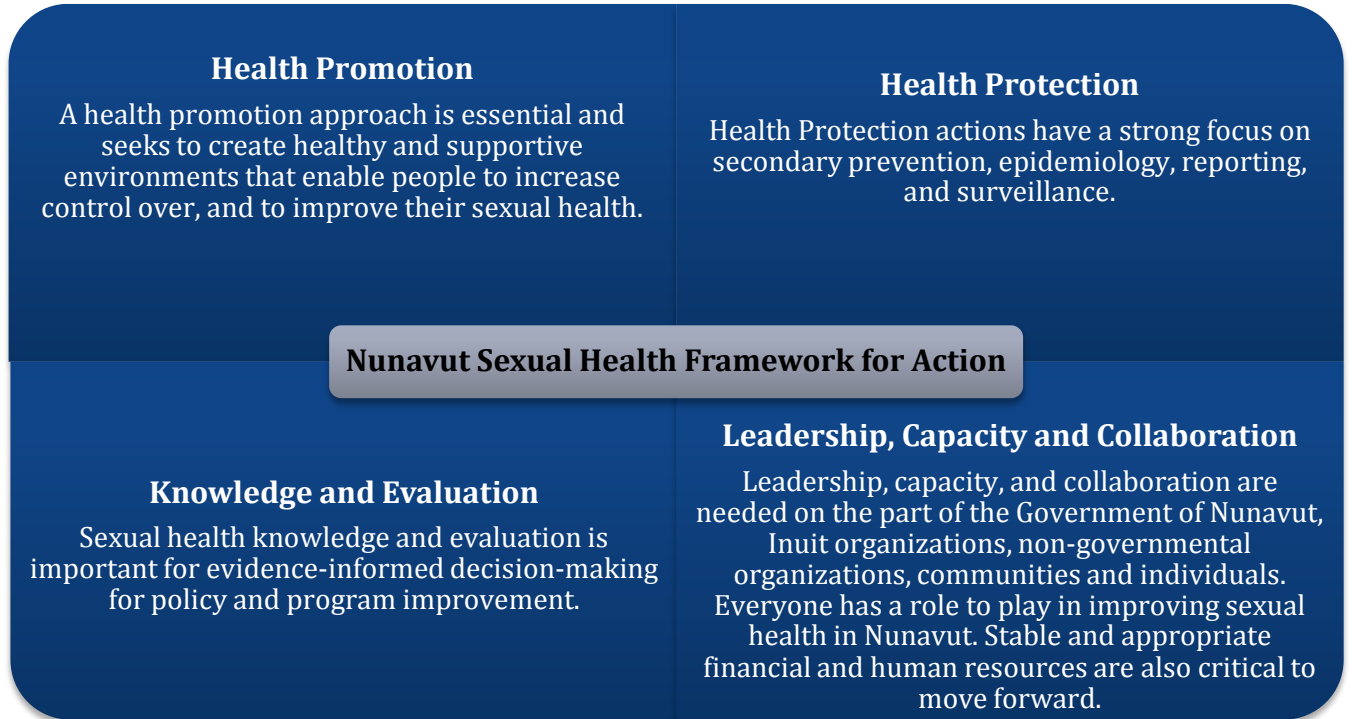 Health Promotion
A health promotion approach is essential and
seeks to create healthy and supportive
environments that enable people to increase
control over, and to improve their sexual health.
Health Protection
Health Protection actions have a strong focus on
secondary prevention, epidemiology, reporting,
and surveillance.
Nunavut Sexual Health Framework for Action
Knowledge and Evaluation
Sexual health knowledge and evaluation is
important for evidence-informed decision-making
for policy and program improvement.
Leadership, Capacity and Collaboration
Leadership, capacity, and collaboration are
needed on the part of the Government of Nunavut,
Inuit organizations, non-governmental
organizations, communities and individuals.
Everyone has a role to play in improving sexual
health in Nunavut. Stable and appropriate
financial and human resources are also critical to
move forward.